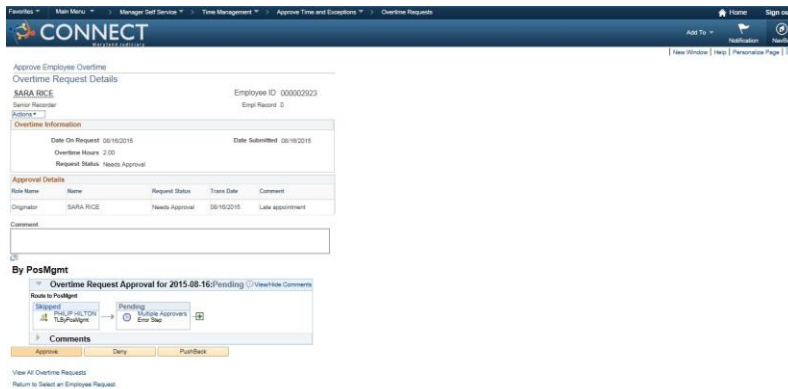 Favorites Main Menu > Manager Self Service > Time Management > Approve Time and Exceptions > Overtime Requests Home Sign
CONNECT
Maryland Judiciary
Add To Notification
New Window | Help | Personalize Page
Approve Employee Overtime
Overtime Request Details
SARA RICE Employee ID 000002923
Senior Recorder Empl Record 0
Actions
Overtime Information
Date On Request 08/16/2015 Date Submitted 08/16/2015
Overtime Hours 2.00
Request Status Needs Approval
Approval Details
Role Name Name Request Status Trans Date Comment
Originator SARA RICE Needs Approval 08/16/2015 Late appointment
Comment
By PosMgmt
Overtime Request Approval for 2015-08-16:Pending View/Hide Comments
Route to PosMgmt
Skipped Pending
PHILIP HILTON Multiple Approvers
TLByPosMgmt Error Step
Comments
Approve Deny PushBack
View All Overtime Requests
Return to Select an Employee Request